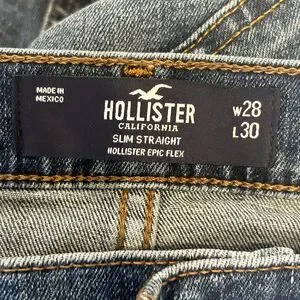 MADE IN
MEXICO
HOLLISTER
CALIFORNIA
SLIM STRAIGHT
HOLLISTER EPIC FLEX
W28
L30